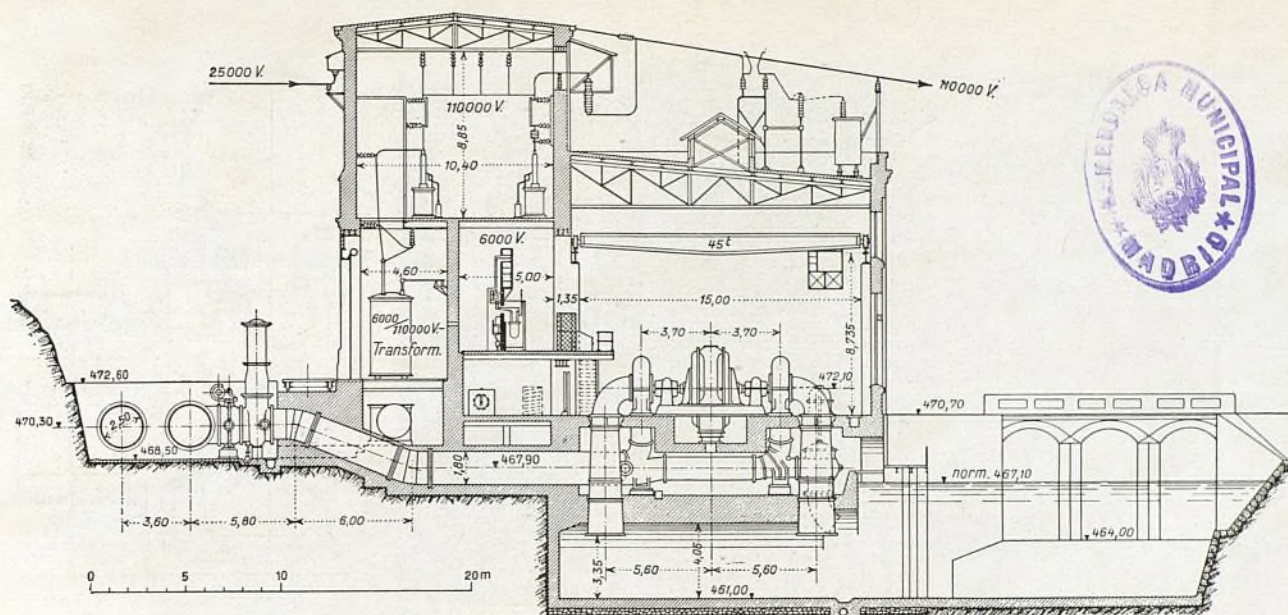 25000 V.
110000 V.
110000 V.
8,85
10,40
HEMEROTECA MUNICIPAL
★ MADRID ★
6000 V.
45t
4,60
5,00
1,35
15,00
8,735
6000/110000V-
Transform.
3,70
3,70
472,10
472,60
470,30
2,50
468,50
1,80
467,90
470,70
norm. 467,10
464,00
3,60
5,80
6,00
3,35
4,05
5,60
5,60
461,00
0
5
10
20 m